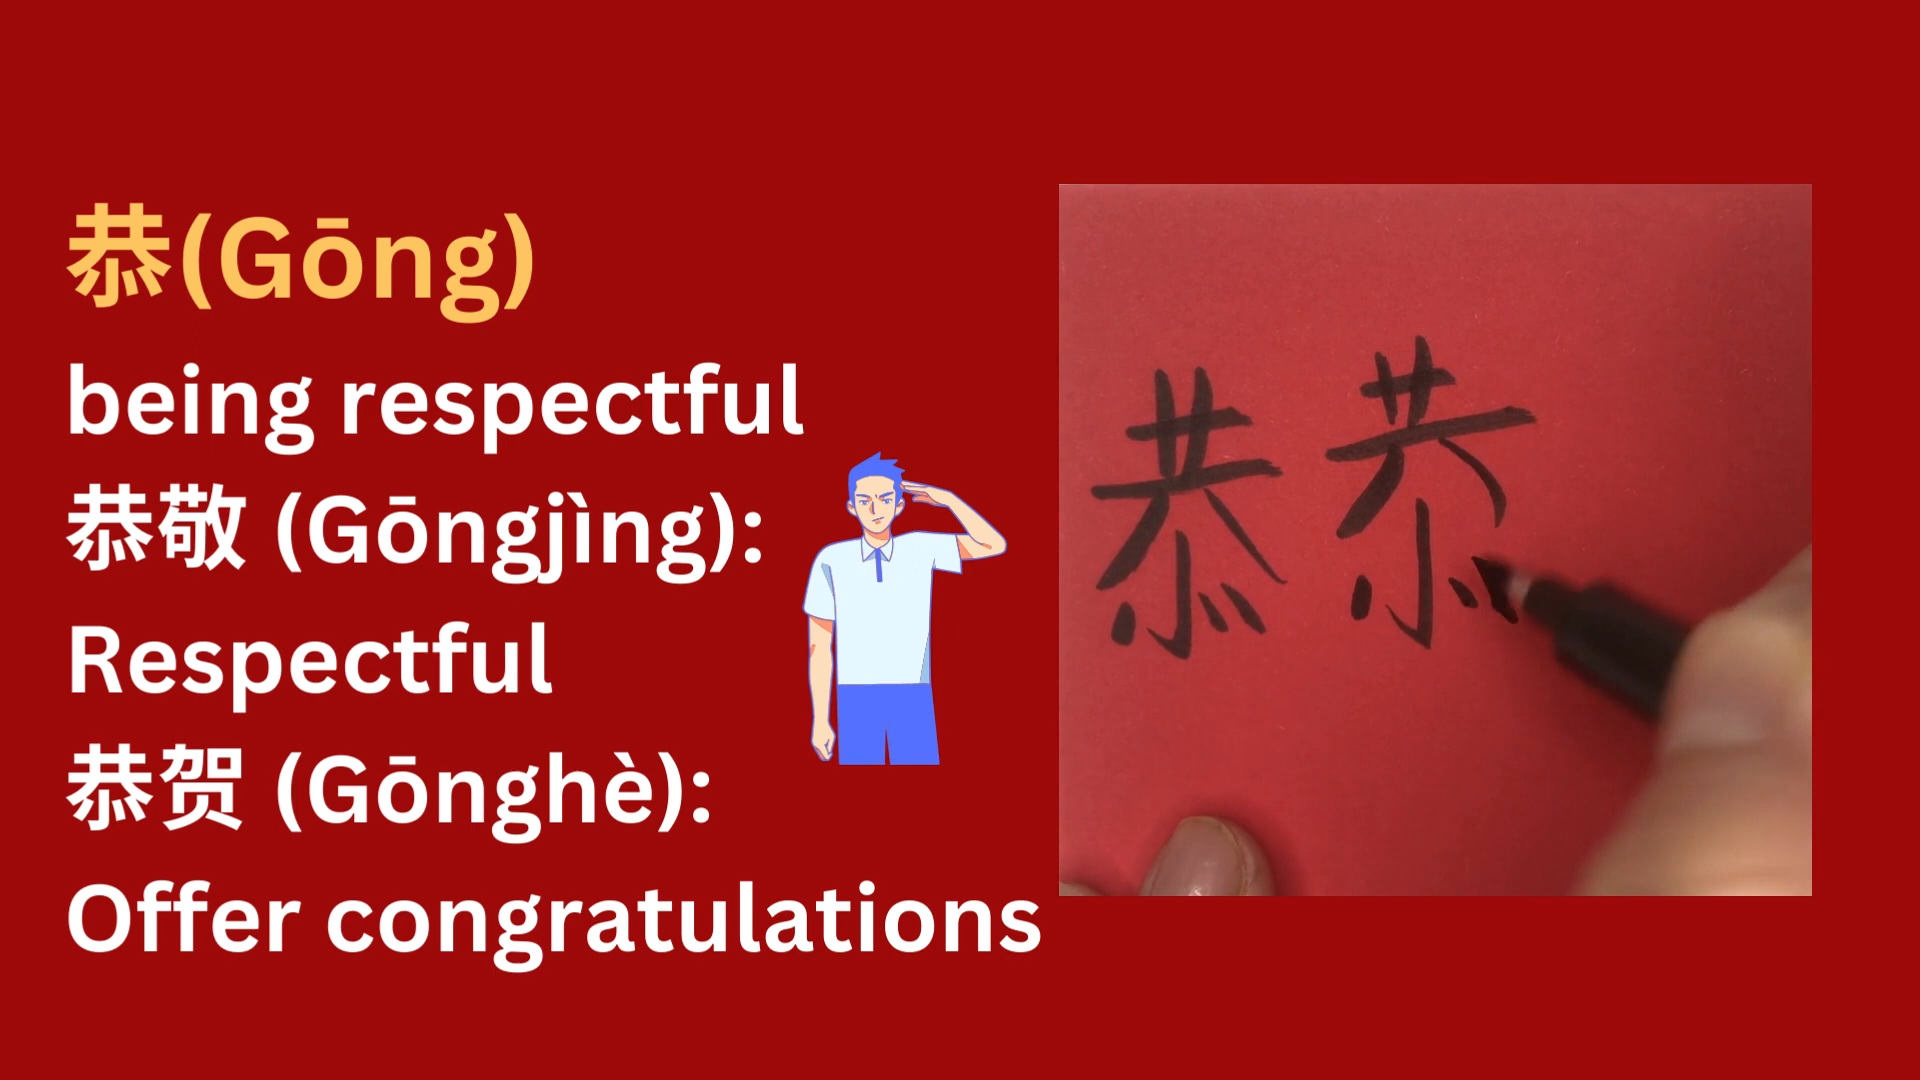 恭(Gōng)
being respectful
恭敬 (Gōngjìng):
Respectful
恭贺 (Gōnghè):
Offer congratulations
恭 恭